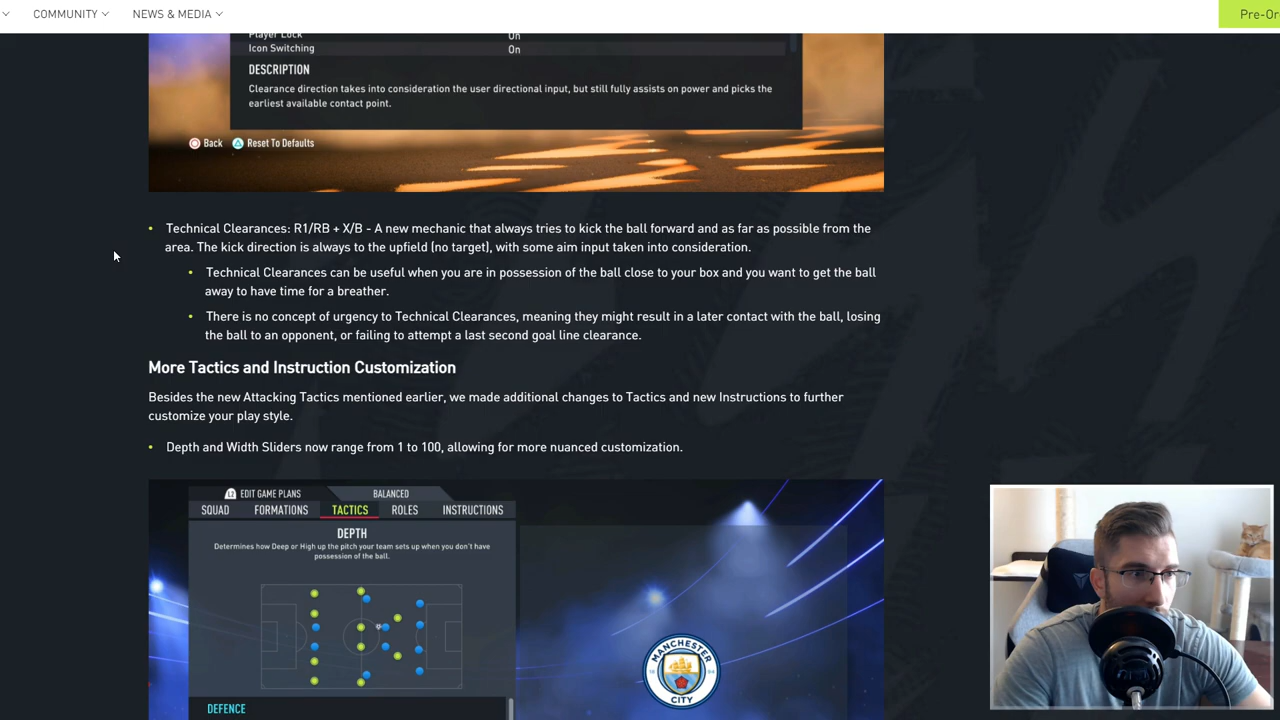 COMMUNITY
NEWS & MEDIA
Pre-Or
Player Lock On
Icon Switching On
DESCRIPTION
Clearance direction takes into consideration the user directional input, but still fully assists on power and picks the
earliest available contact point.
Back Reset To Defaults
• Technical Clearances: R1/RB + X/B - A new mechanic that always tries to kick the ball forward and as far as possible from the
area. The kick direction is always to the upfield (no target), with some aim input taken into consideration.
• Technical Clearances can be useful when you are in possession of the ball close to your box and you want to get the ball
away to have time for a breather.
• There is no concept of urgency to Technical Clearances, meaning they might result in a later contact with the ball, losing
the ball to an opponent, or failing to attempt a last second goal line clearance.
More Tactics and Instruction Customization
Besides the new Attacking Tactics mentioned earlier, we made additional changes to Tactics and new Instructions to further
customize your play style.
• Depth and Width Sliders now range from 1 to 100, allowing for more nuanced customization.
L2 EDIT GAME PLANS BALANCED
SQUAD FORMATIONS TACTICS ROLES INSTRUCTIONS
DEPTH
Determines how Deep or High up the pitch your team sets up when you don't have
possession of the ball.
MANCHESTER
CITY
DEFENCE